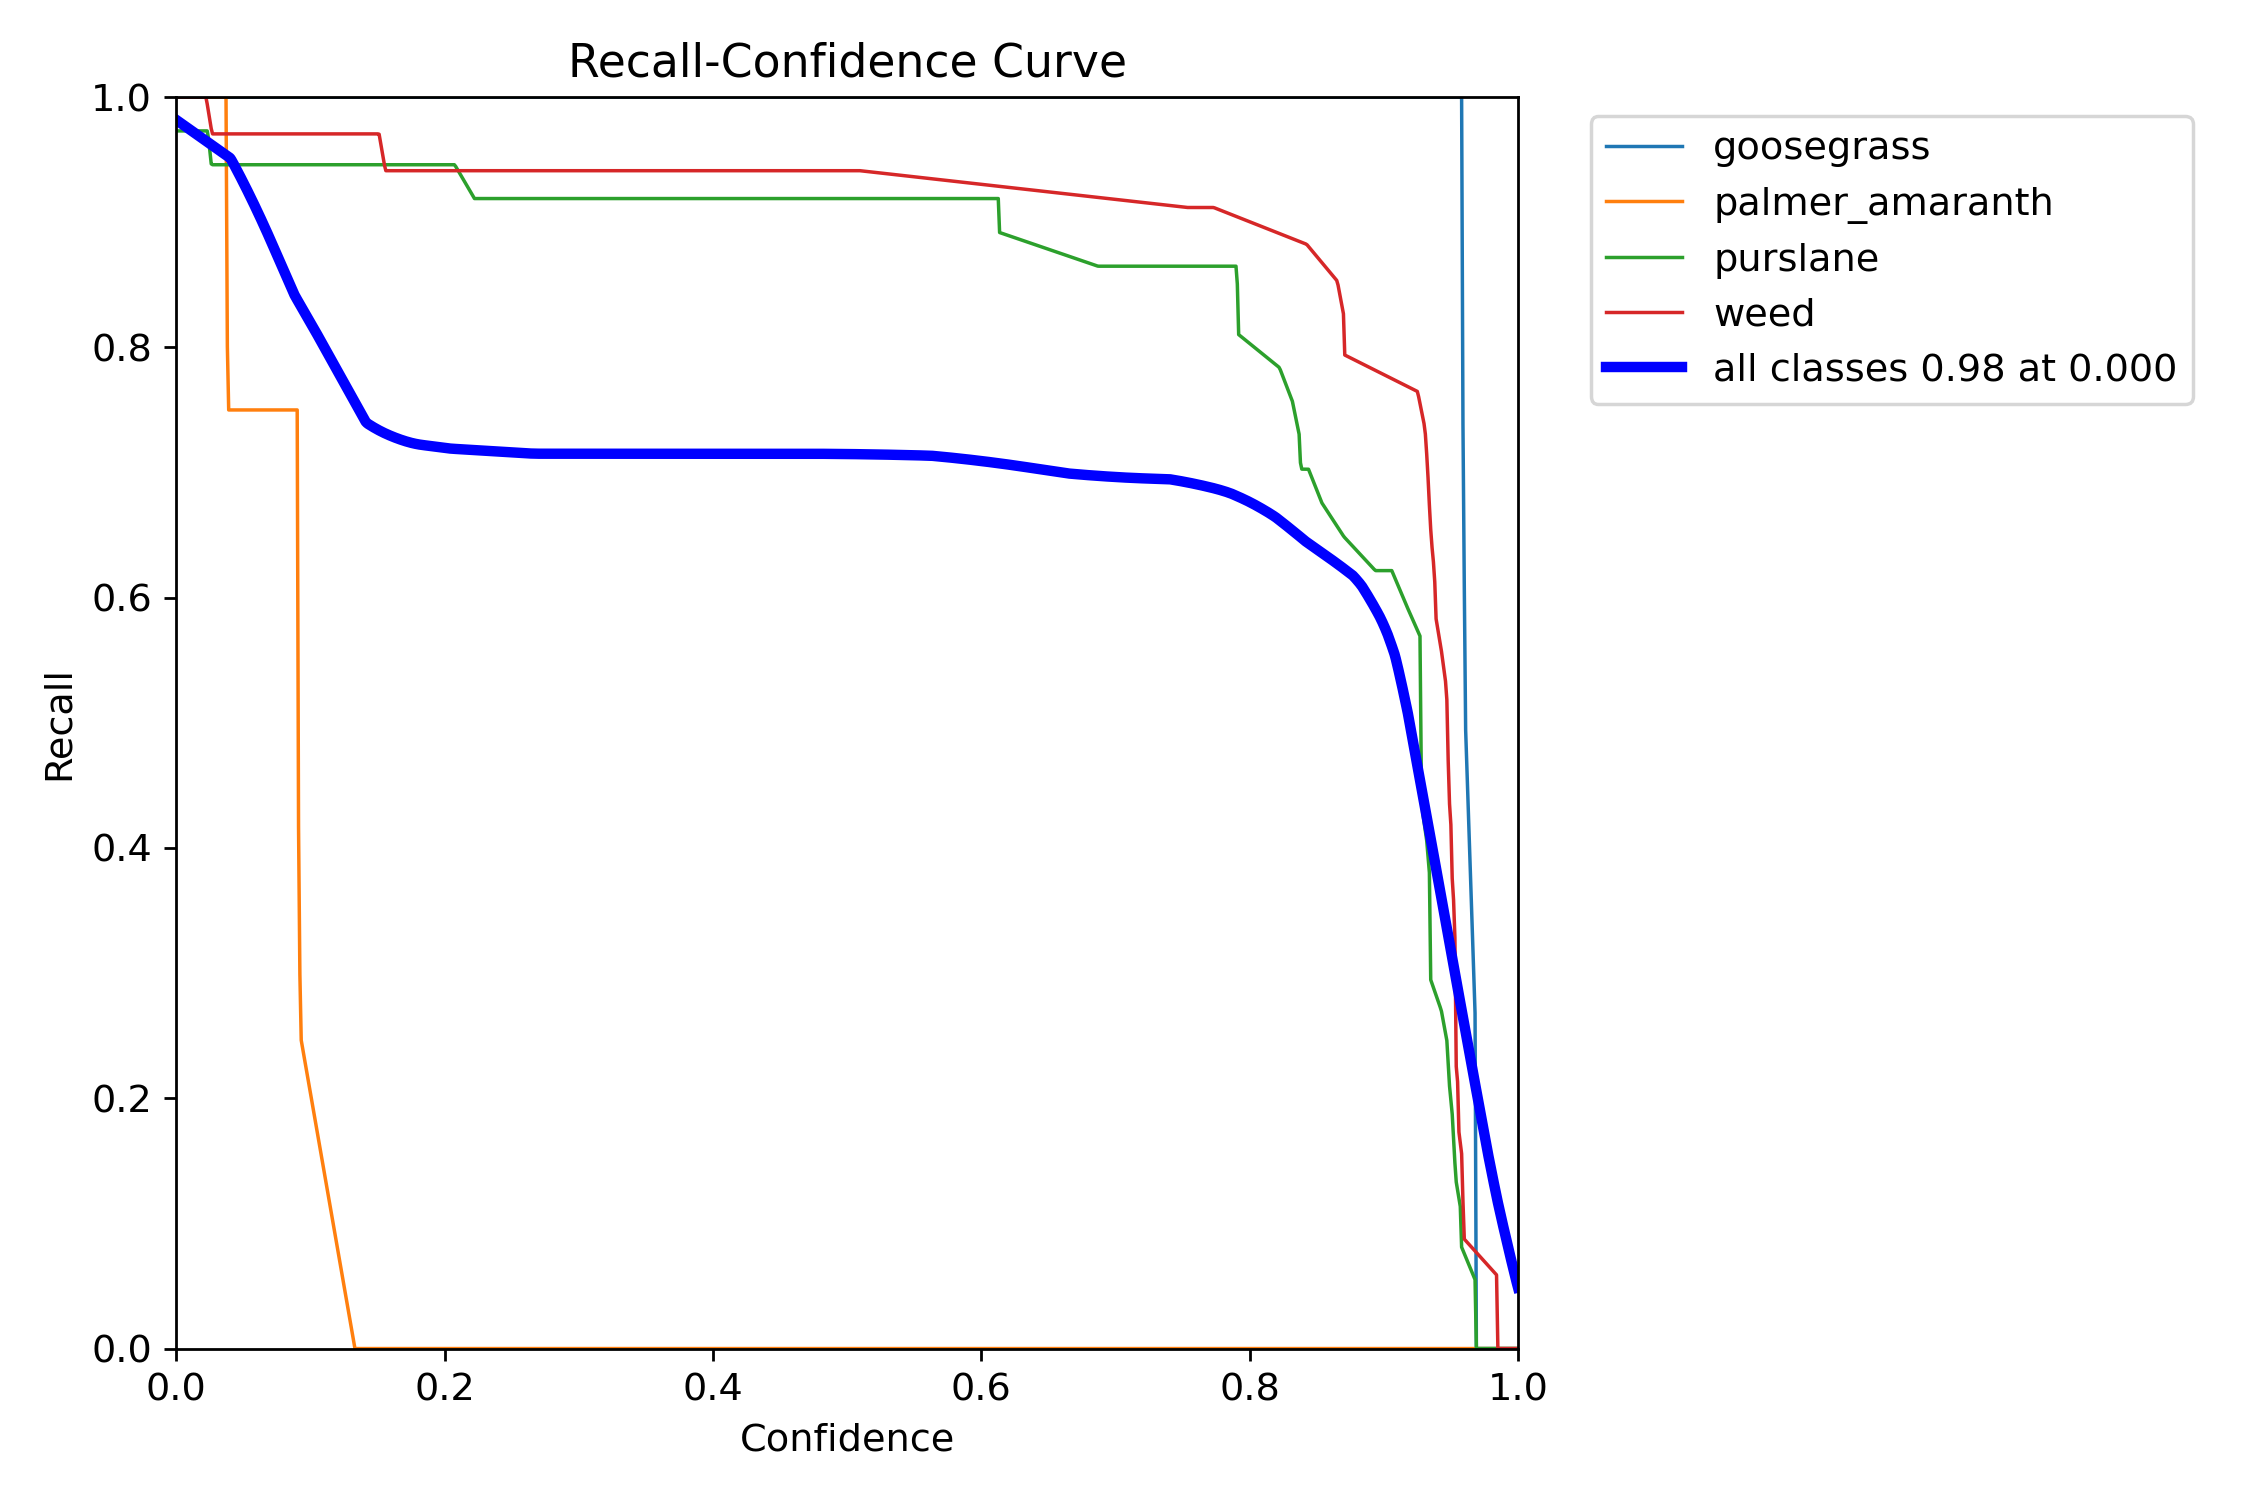 Recall-Confidence Curve
1.0
0.8
0.6
0.4
0.2
0.0
Recall
0.0 0.2 0.4 0.6 0.8 1.0
Confidence
goosegrass
palmer_amaranth
purslane
weed
all classes 0.98 at 0.000